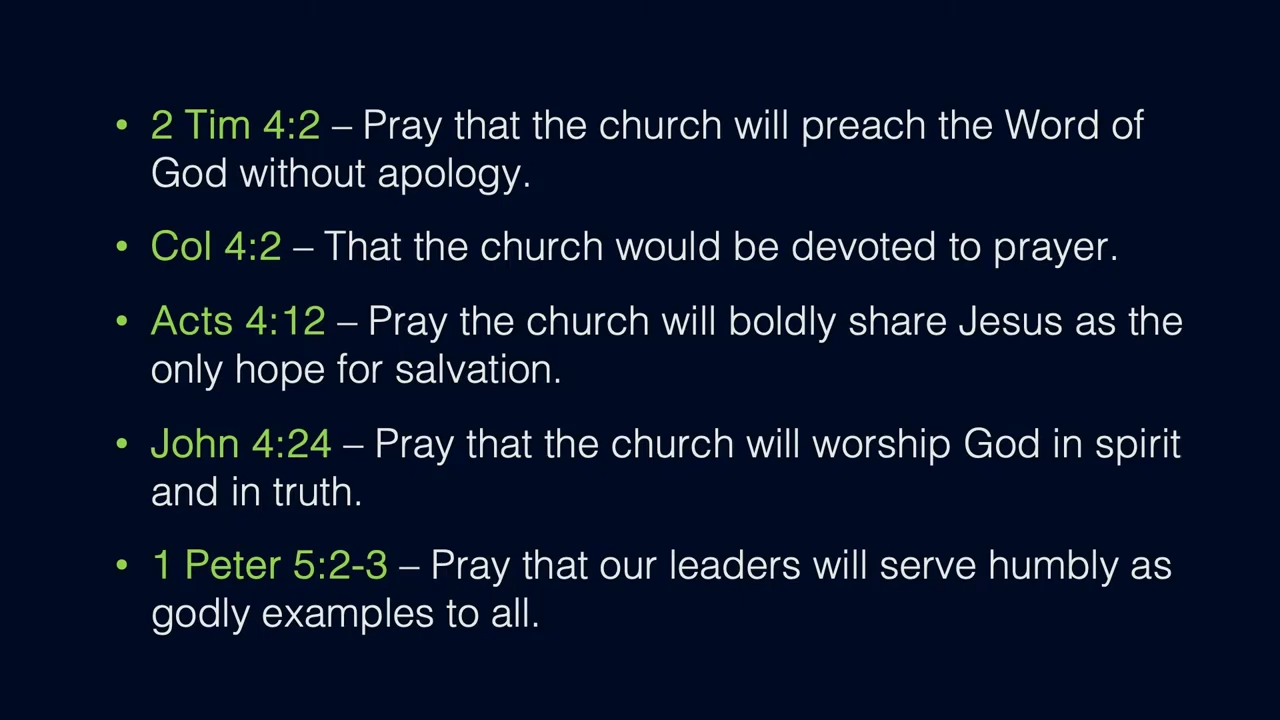 • 2 Tim 4:2 – Pray that the church will preach the Word of
God without apology.
• Col 4:2 – That the church would be devoted to prayer.
• Acts 4:12 – Pray the church will boldly share Jesus as the
only hope for salvation.
• John 4:24 – Pray that the church will worship God in spirit
and in truth.
• 1 Peter 5:2-3 – Pray that our leaders will serve humbly as
godly examples to all.